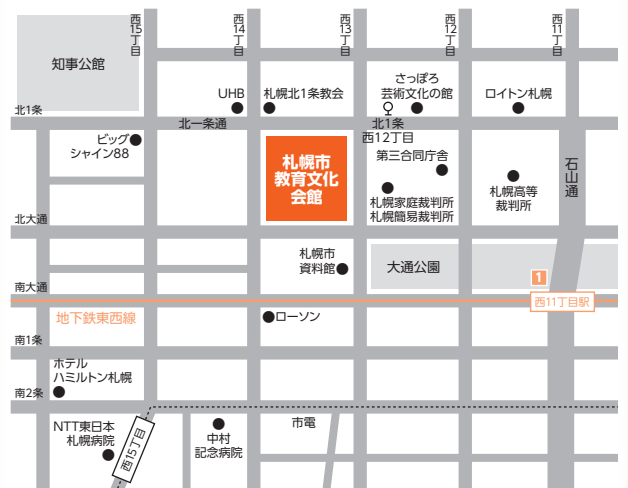 西15丁目
西14丁目
西13丁目
西12丁目
西11丁目
知事公館
UHB
札幌北1条教会
さっぽろ
芸術文化の館
ロイトン札幌
北1条
北一条通
北1条
西12丁目
ビッグ
シャイン88
札幌市
教育文化
会館
第三合同庁舎
札幌家庭裁判所
札幌簡易裁判所
札幌高等
裁判所
石山通
北大通
札幌市
資料館
大通公園
1
南大通
西11丁目駅
地下鉄東西線
ローソン
南1条
ホテル
ハミルトン札幌
南2条
NTT東日本
札幌病院
西15丁目
中村
記念病院
市電